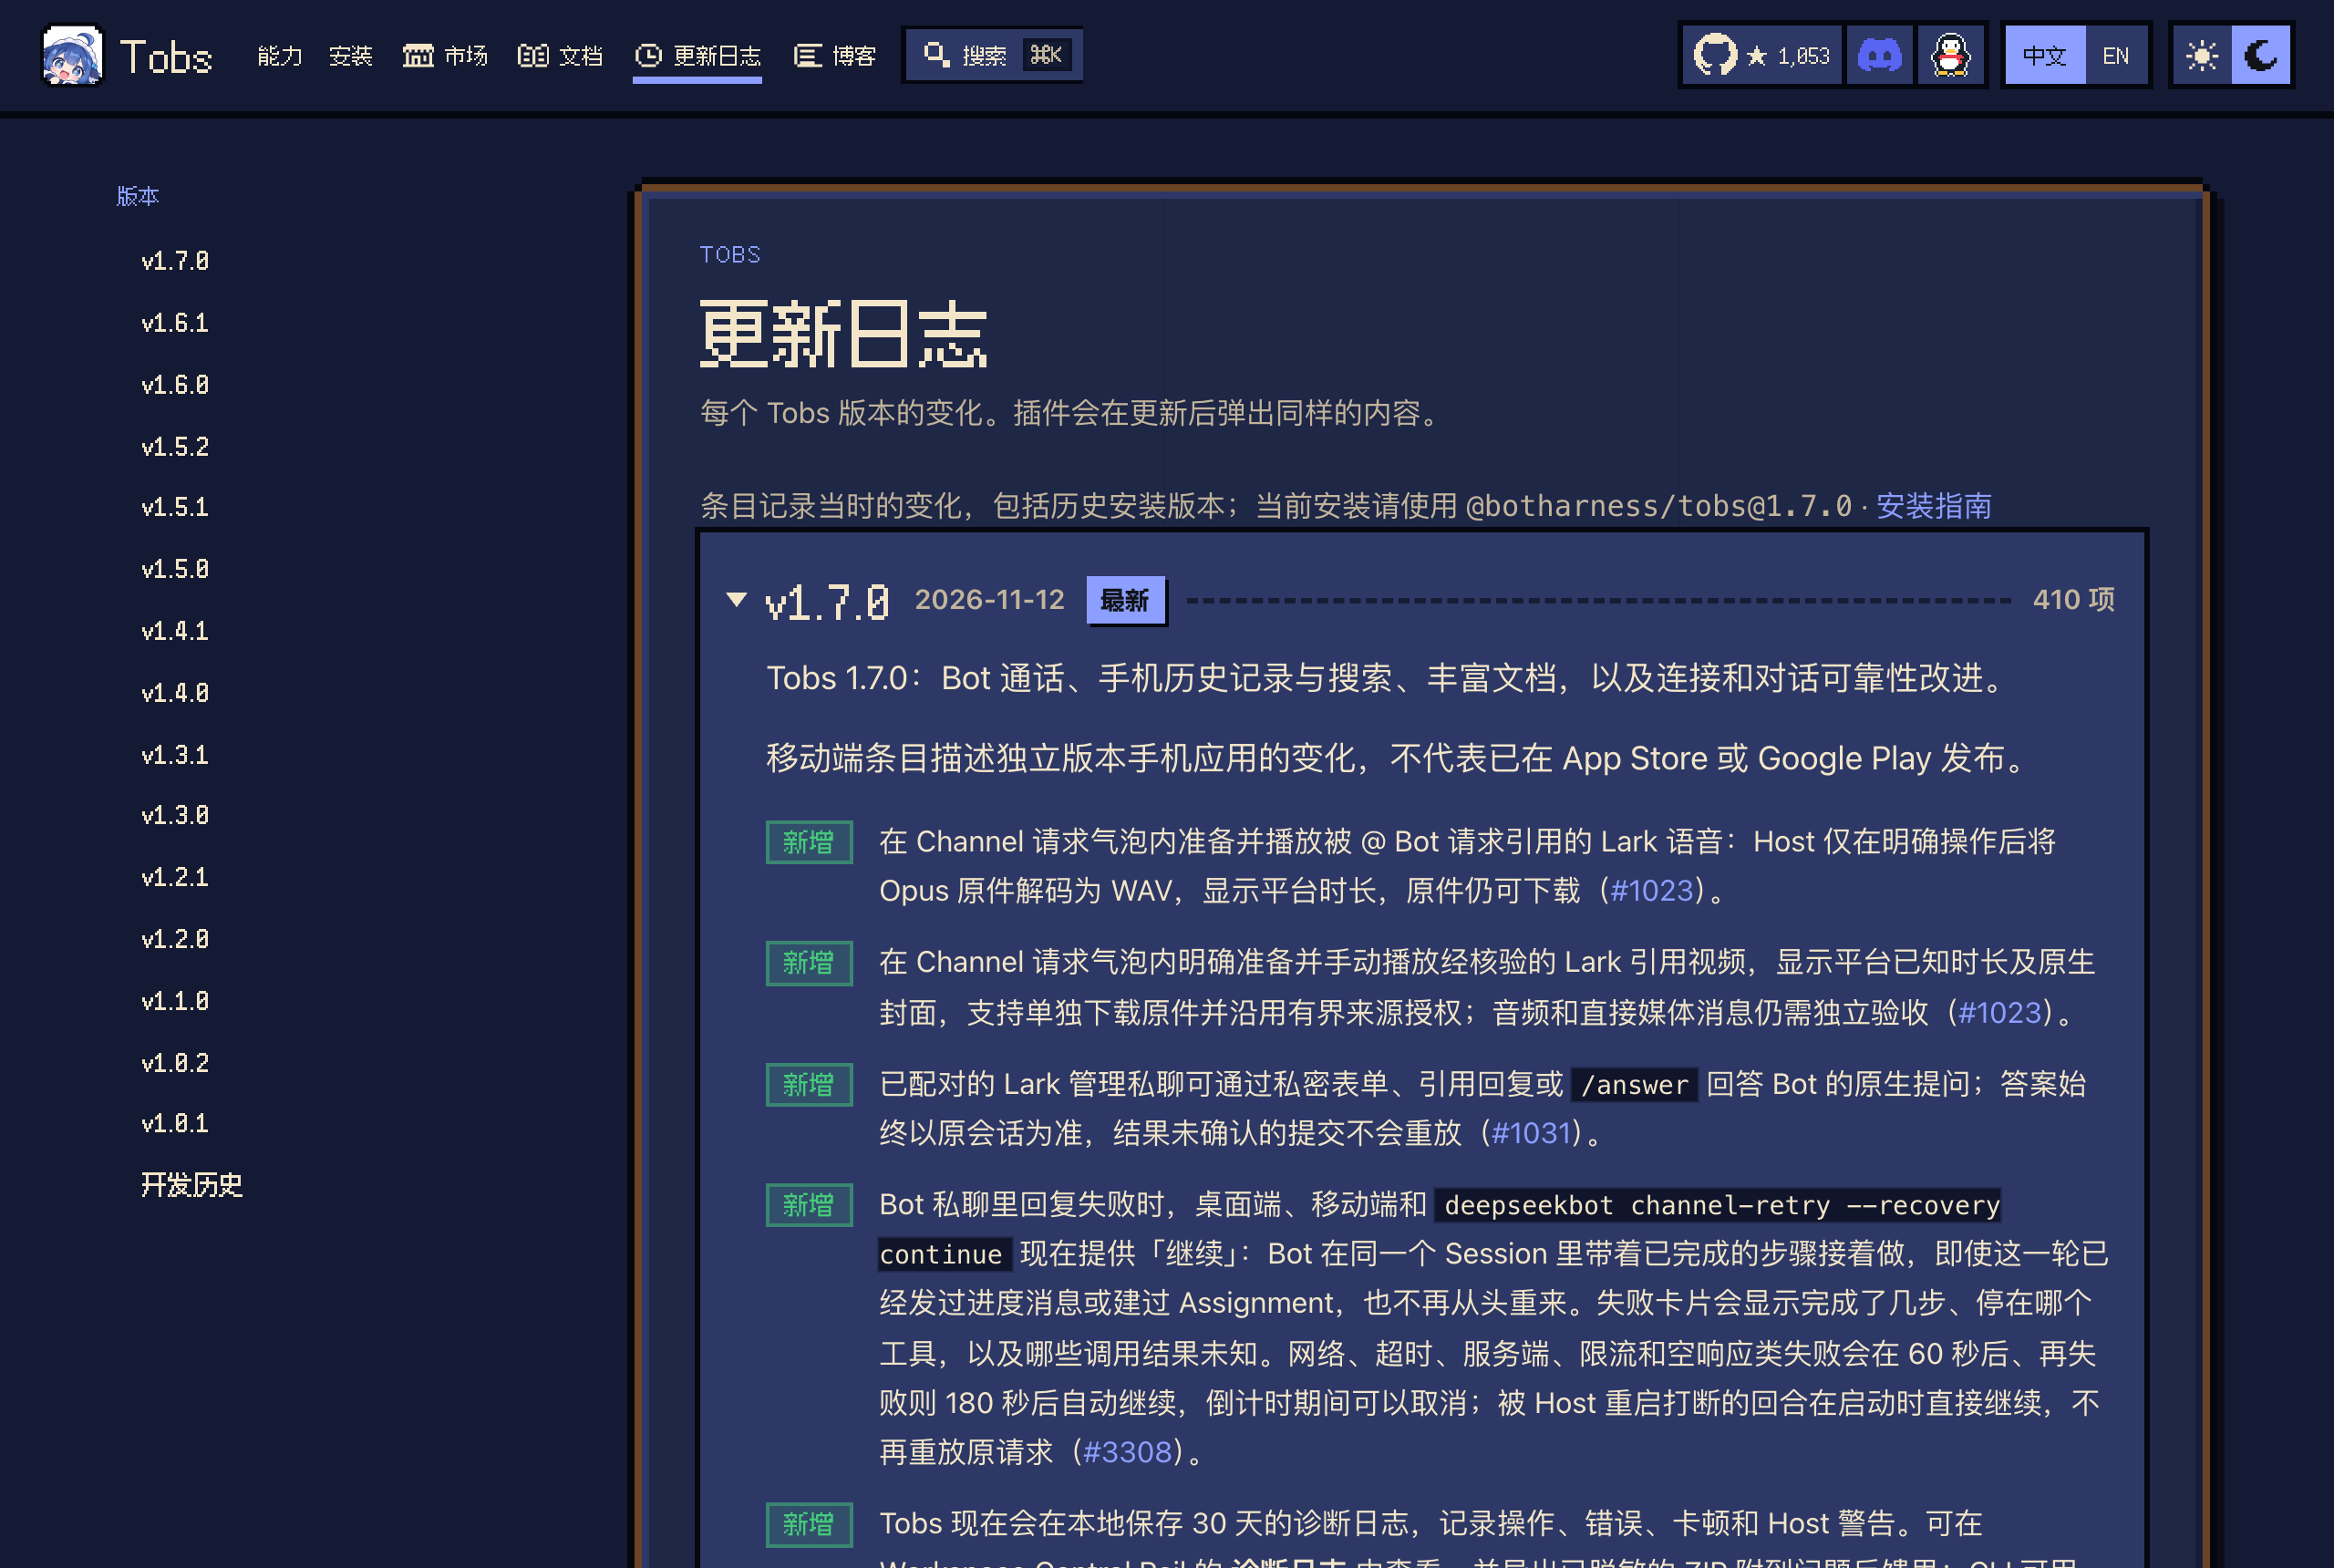 Tobs 能力 安装 市场 文档 更新日志 博客 搜索 ⌘K ★ 1,053 中文 EN
版本
v1.7.0
v1.6.1
v1.6.0
v1.5.2
v1.5.1
v1.5.0
v1.4.1
v1.4.0
v1.3.1
v1.3.0
v1.2.1
v1.2.0
v1.1.0
v1.0.2
v1.0.1
开发历史
TOBS
更新日志
每个 Tobs 版本的变化。插件会在更新后弹出同样的内容。
条目记录当时的变化，包括历史安装版本；当前安装请使用 @botharness/tobs@1.7.0 · 安装指南
v1.7.0 2026-11-12 最新 410 项
Tobs 1.7.0：Bot 通话、手机历史记录与搜索、丰富文档，以及连接和对话可靠性改进。
移动端条目描述独立版本手机应用的变化，不代表已在 App Store 或 Google Play 发布。
新增 在 Channel 请求气泡内准备并播放被 @ Bot 请求引用的 Lark 语音：Host 仅在明确操作后将
Opus 原件解码为 WAV，显示平台时长，原件仍可下载（#1023）。
新增 在 Channel 请求气泡内明确准备并手动播放经核验的 Lark 引用视频，显示平台已知时长及原生
封面，支持单独下载原件并沿用有界来源授权；音频和直接媒体消息仍需独立验收（#1023）。
新增 已配对的 Lark 管理私聊可通过私密表单、引用回复或 /answer 回答 Bot 的原生提问；答案始
终以原会话为准，结果未确认的提交不会重放（#1031）。
新增 Bot 私聊里回复失败时，桌面端、移动端和 deepseekbot channel-retry --recovery
continue 现在提供「继续」：Bot 在同一个 Session 里带着已完成的步骤接着做，即使这一轮已
经发过进度消息或建过 Assignment，也不再从头重来。失败卡片会显示完成了几步、停在哪个
工具，以及哪些调用结果未知。网络、超时、服务端、限流和空响应类失败会在 60 秒后、再失
败则 180 秒后自动继续，倒计时期间可以取消；被 Host 重启打断的回合在启动时直接继续，不
再重放原请求（#3308）。
新增 Tobs 现在会在本地保存 30 天的诊断日志，记录操作、错误、卡顿和 Host 警告。可在